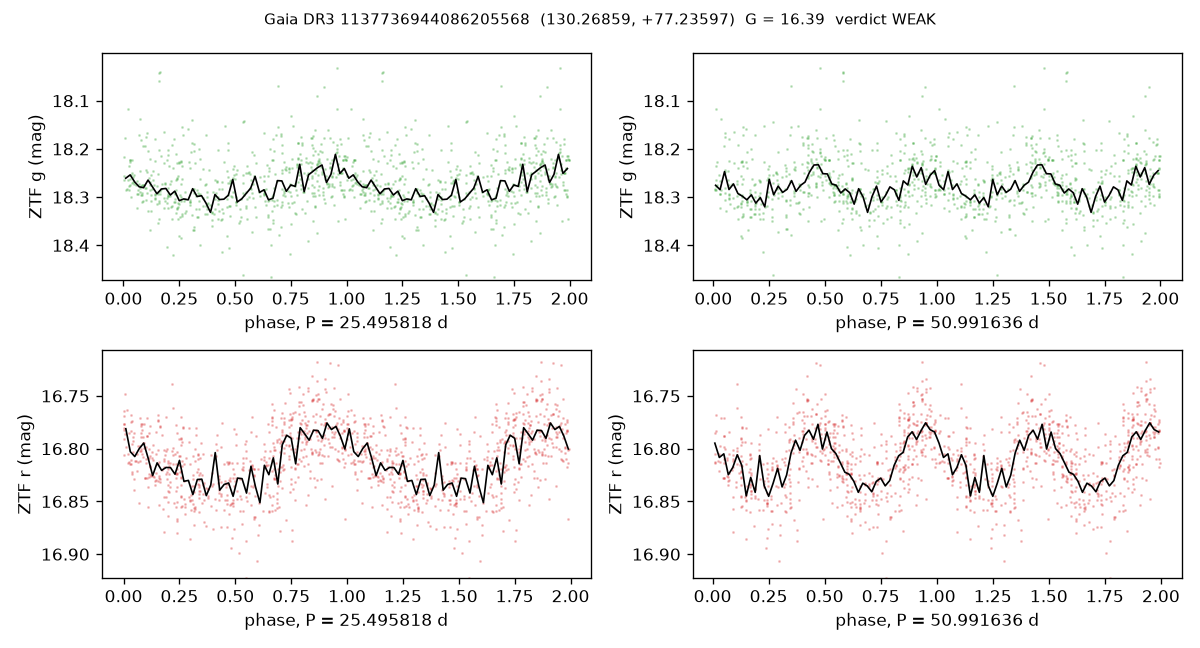 Gaia DR3 1137736944086205568  (130.26859, +77.23597)  G = 16.39  verdict WEAK
ZTF g (mag)
18.1
18.2
18.3
18.4
0.00 0.25 0.50 0.75 1.00 1.25 1.50 1.75 2.00
phase, P = 25.495818 d
ZTF g (mag)
18.1
18.2
18.3
18.4
0.00 0.25 0.50 0.75 1.00 1.25 1.50 1.75 2.00
phase, P = 50.991636 d
ZTF r (mag)
16.75
16.80
16.85
16.90
0.00 0.25 0.50 0.75 1.00 1.25 1.50 1.75 2.00
phase, P = 25.495818 d
ZTF r (mag)
16.75
16.80
16.85
16.90
0.00 0.25 0.50 0.75 1.00 1.25 1.50 1.75 2.00
phase, P = 50.991636 d